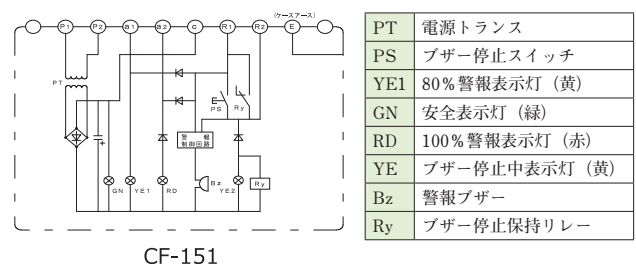 (ケースアース)
P1 P2 a1 a2 c R1 R2 E
PT
PS Ry
警報
制御回路
GN YE1 RD Bz YE2 Ry
CF-151
PT 電源トランス
PS ブザー停止スイッチ
YE1 80%警報表示灯（黄）
GN 安全表示灯（緑）
RD 100%警報表示灯（赤）
YE ブザー停止中表示灯（黄）
Bz 警報ブザー
Ry ブザー停止保持リレー